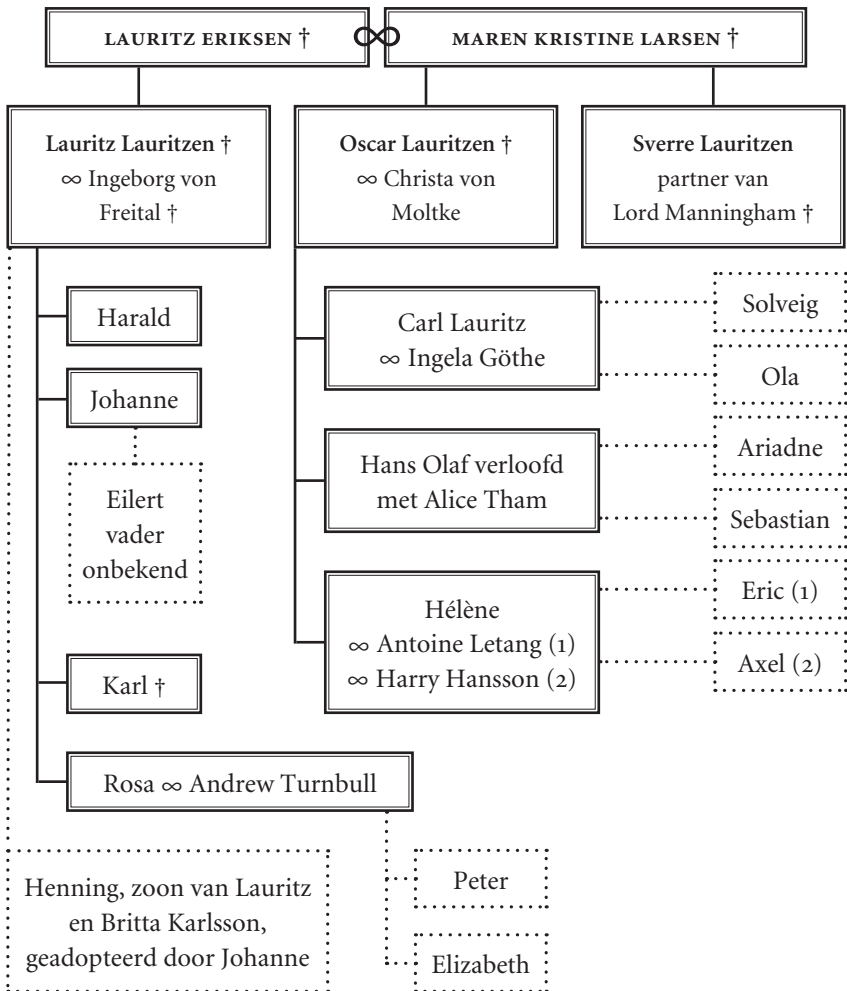 LAURITZ ERIKSEN † ∞ MAREN KRISTINE LARSEN †
Lauritz Lauritzen †
∞ Ingeborg von
Freital †
Oscar Lauritzen †
∞ Christa von
Moltke
Sverre Lauritzen
partner van
Lord Manningham †
Harald
Johanne
Eilert
vader
onbekend
Karl †
Rosa ∞ Andrew Turnbull
Henning, zoon van Lauritz
en Britta Karlsson,
geadopteerd door Johanne
Peter
Elizabeth
Carl Lauritz
∞ Ingela Göthe
Solveig
Ola
Hans Olaf verloofd
met Alice Tham
Ariadne
Sebastian
Hélène
∞ Antoine Letang (1)
∞ Harry Hansson (2)
Eric (1)
Axel (2)